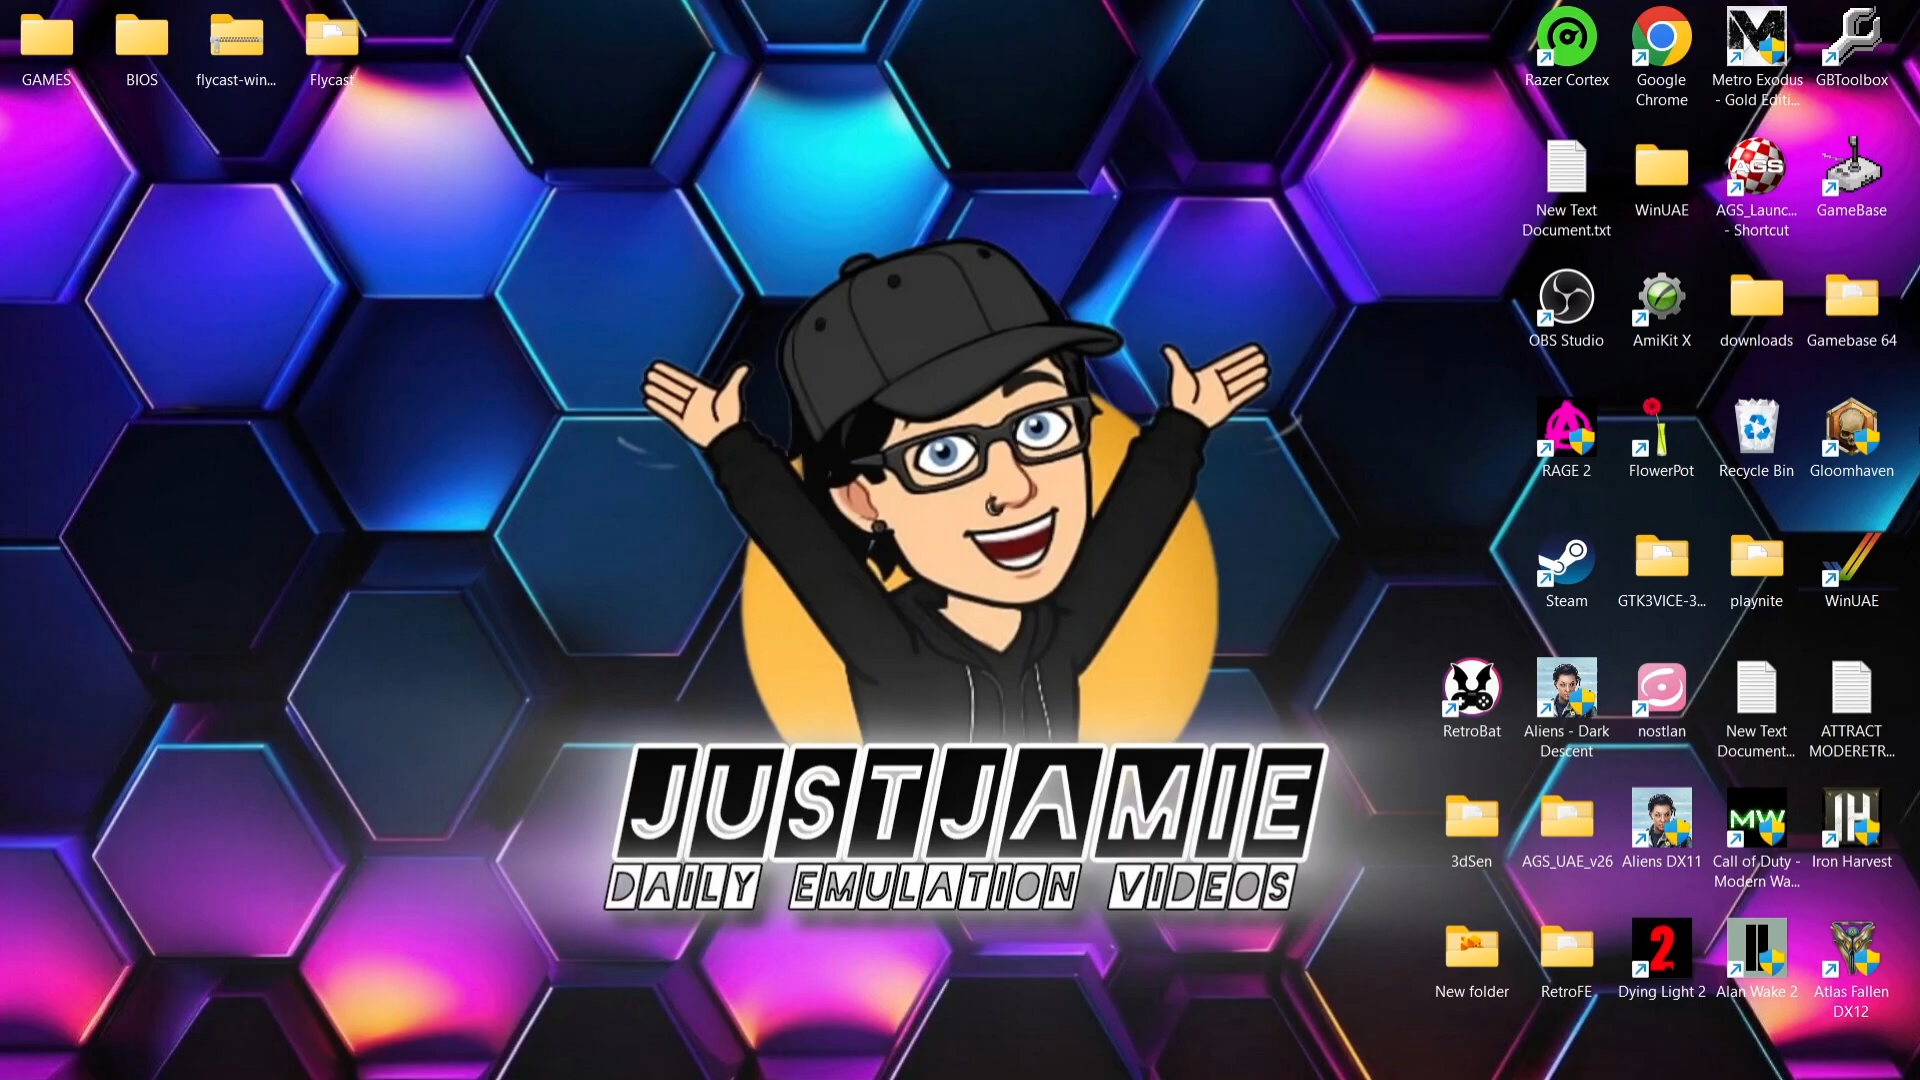 GAMES
BIOS
flycast-win...
Flycast
Razer Cortex
Google
Chrome
Metro Exodus
- Gold Editi...
GBToolbox
New Text
Document.txt
WinUAE
AGS
AGS_Launc...
- Shortcut
GameBase
OBS Studio
AmiKit X
downloads
Gamebase 64
RAGE 2
FlowerPot
Recycle Bin
Gloomhaven
Steam
GTK3VICE-3...
playnite
WinUAE
RetroBat
Aliens - Dark
Descent
nostlan
New Text
Document...
ATTRACT
MODERETR...
JUSTJAMIE
DAILY EMULATION VIDEOS
3dSen
AGS_UAE_v26
Aliens DX11
MW
Call of Duty -
Modern Wa...
IH
Iron Harvest
New folder
RetroFE
2
Dying Light 2
Alan Wake 2
Atlas Fallen
DX12